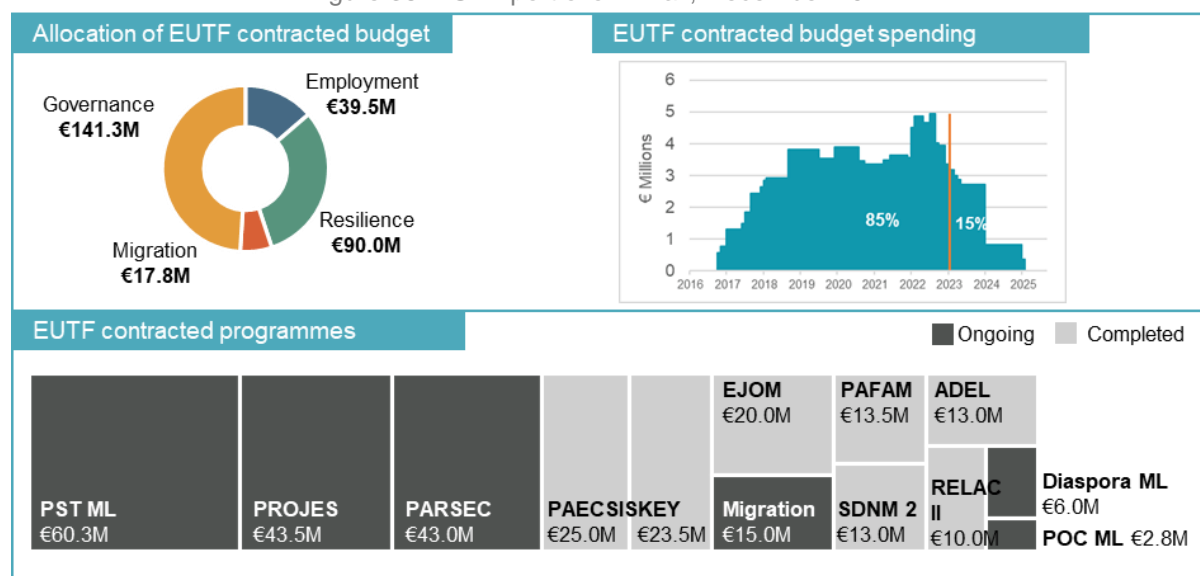 Allocation of EUTF contracted budget
Employment
€39.5M
Governance
€141.3M
Resilience
€90.0M
Migration
€17.8M
EUTF contracted budget spending
€ Millions
6
5
4
3
2
1
0
85%
15%
2016 2017 2018 2019 2020 2021 2022 2023 2024 2025
EUTF contracted programmes
Ongoing Completed
PST ML
€60.3M
PROJES
€43.5M
PARSEC
€43.0M
PAECSIS
€25.0M
KEY
€23.5M
EJOM
€20.0M
Migration
€15.0M
PAFAM
€13.5M
SDNM 2
€13.0M
ADEL
€13.0M
RELAC
II
€10.0M
Diaspora ML
€6.0M
POC ML €2.8M